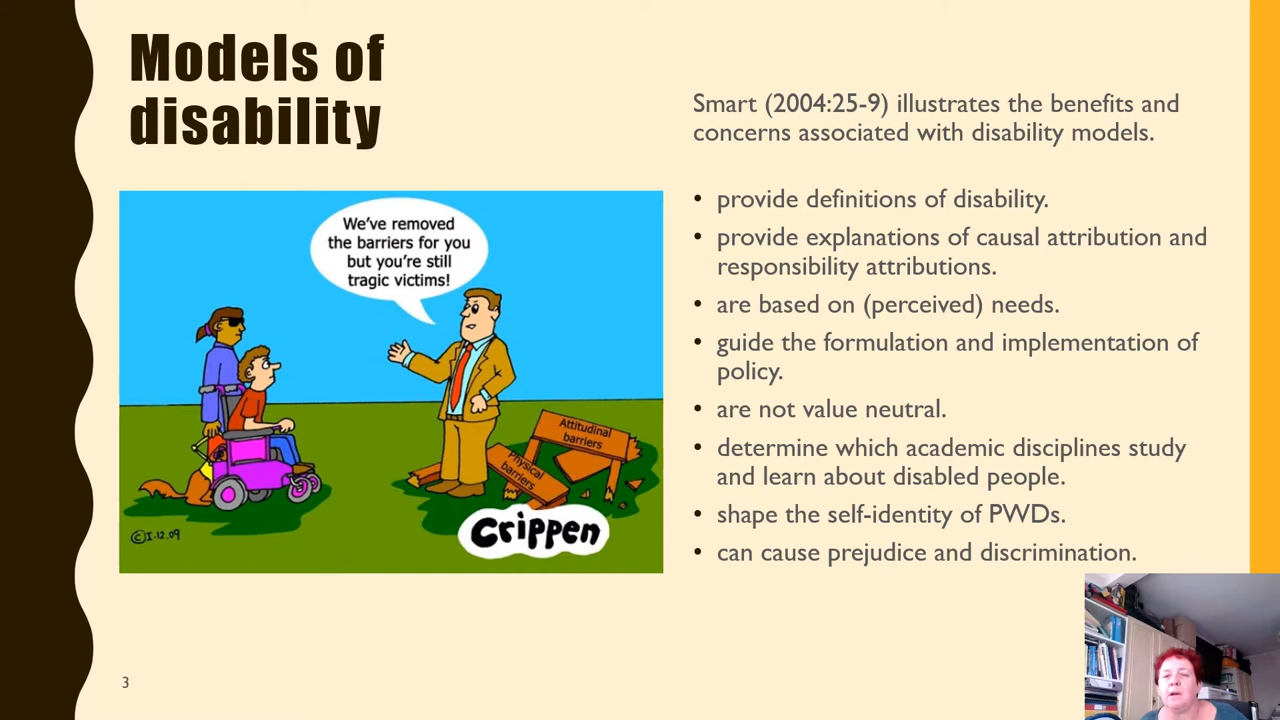 Models of
disability
Smart (2004:25-9) illustrates the benefits and
concerns associated with disability models.
• provide definitions of disability.
• provide explanations of causal attribution and
responsibility attributions.
• are based on (perceived) needs.
• guide the formulation and implementation of
policy.
• are not value neutral.
• determine which academic disciplines study
and learn about disabled people.
• shape the self-identity of PWDs.
• can cause prejudice and discrimination.
We've removed
the barriers for you
but you're still
tragic victims!
Attitudinal
barriers
Physical
barriers
Crippen
©1.12.09
3